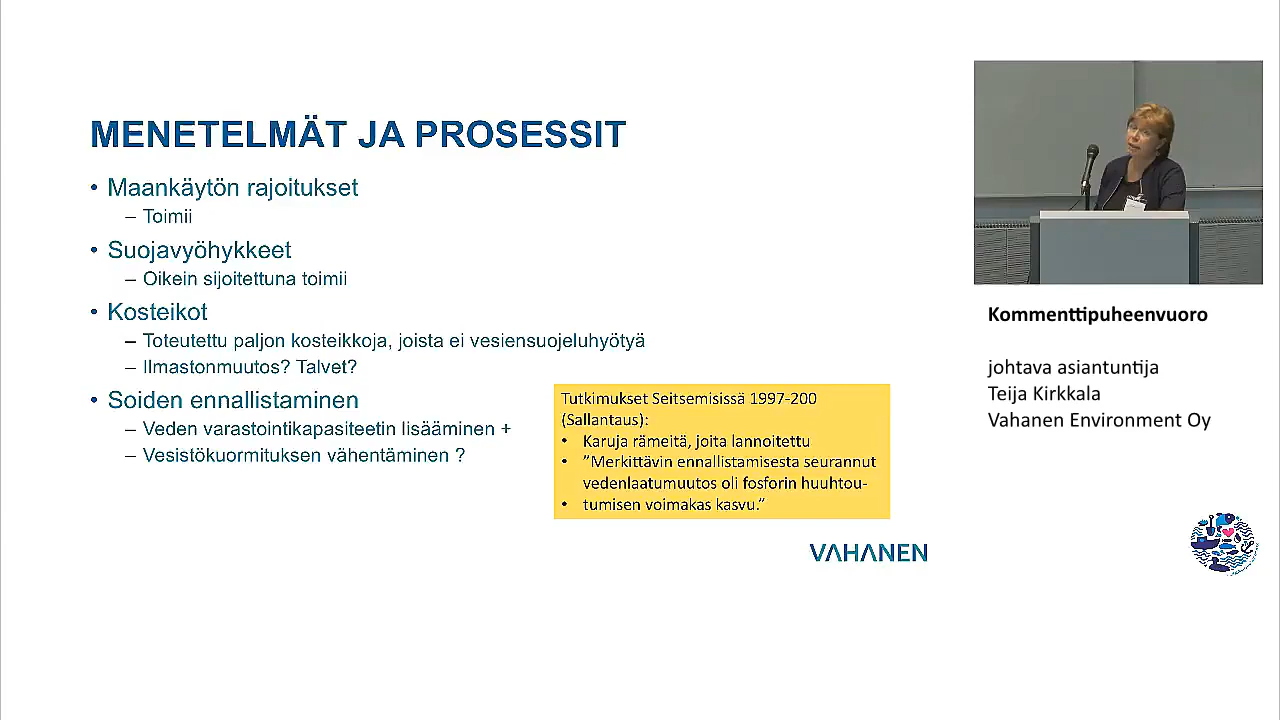 MENETELMÄT JA PROSESSIT
• Maankäytön rajoitukset
– Toimii
• Suojavyöhykkeet
– Oikein sijoitettuna toimii
• Kosteikot
– Toteutettu paljon kosteikkoja, joista ei vesiensuojeluhyötyä
– Ilmastonmuutos? Talvet?
• Soiden ennallistaminen
– Veden varastointikapasiteetin lisääminen +
– Vesistökuormituksen vähentäminen ?
Tutkimukset Seitsemisissä 1997-200
(Sallantaus):
• Karuja rämeitä, joita lannoitettu
• ”Merkittävin ennallistamisesta seurannut
vedenlaatumuutos oli fosforin huuhtou-
• tumisen voimakas kasvu.”
VAHANEN
Kommenttipuheenvuoro
johtava asiantuntija
Teija Kirkkala
Vahanen Environment Oy